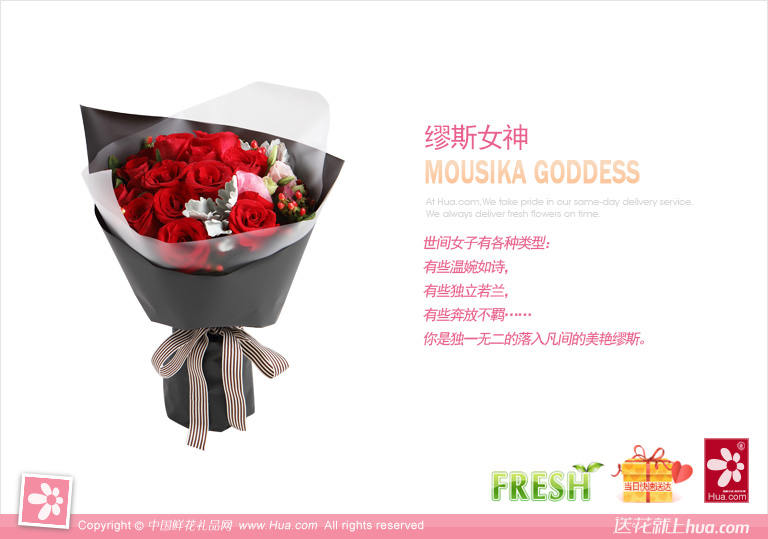 缪斯女神
MOUSIKA GODDESS
At Hua.com,We take pride in our same-day delivery service.
We always deliver fresh flowers on time.
世间女子有各种类型：
有些温婉如诗，
有些独立若兰，
有些奔放不羁……
你是独一无二的落入凡间的美艳缪斯。
FRESH
当日快速送达
Hua.com
Copyright © 中国鲜花礼品网 www.Hua.com All rights reserved
送花就上hua.com